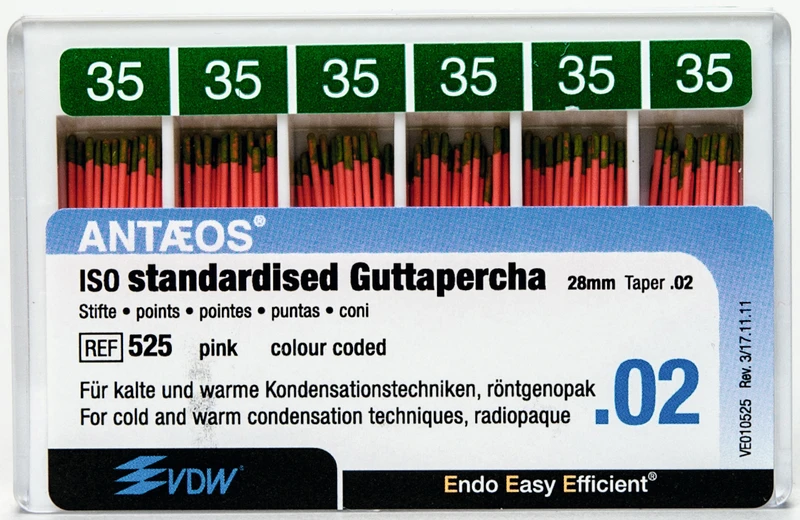 35 35 35 35 35 35
ANTÆOS®
ISO standardised Guttapercha 28mm Taper .02
Stifte • points • pointes • puntas • coni
REF 525 pink colour coded
Für kalte und warme Kondensationstechniken, röntgenopak
For cold and warm condensation techniques, radiopaque
.02
VE010525 Rev. 3/17.11.11
VDW®
Endo Easy Efficient®